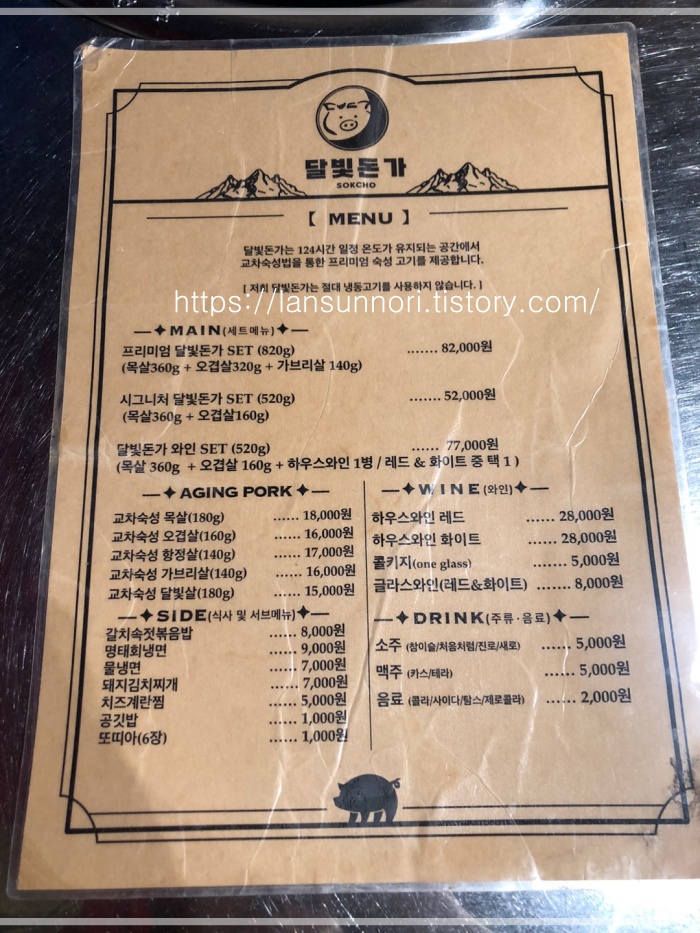 달빛돈가
SOKCHO
【 MENU 】
달빛돈가는 124시간 일정 온도가 유지되는 공간에서
교차숙성법을 통한 프리미엄 숙성 고기를 제공합니다.
[ 저희 달빛돈가는 절대 냉동고기를 사용하지 않습니다. ]
https://lansunnori.tistory.com/
MAIN(세트메뉴)
프리미엄 달빛돈가 SET (820g) ....... 82,000원
(목살360g + 오겹살320g + 가브리살 140g)
시그니처 달빛돈가 SET (520g) ....... 52,000원
(목살360g + 오겹살160g)
달빛돈가 와인 SET (520g) ...... 77,000원
(목살 360g + 오겹살 160g + 하우스와인 1병 / 레드 & 화이트 중 택 1 )
AGING PORK
교차숙성 목살(180g) ...... 18,000원
교차숙성 오겹살(160g) ...... 16,000원
교차숙성 항정살(140g) ...... 17,000원
교차숙성 가브리살(140g) ...... 16,000원
교차숙성 달빛살(180g) ...... 15,000원
SIDE(식사 및 서브메뉴)
갈치속젓볶음밥 ...... 8,000원
명태회냉면 ...... 9,000원
물냉면 ...... 7,000원
돼지김치찌개 ...... 7,000원
치즈계란찜 ...... 5,000원
공깃밥 ...... 1,000원
또띠아(6장) ...... 1,000원
WINE(와인)
하우스와인 레드 ...... 28,000원
하우스와인 화이트 ...... 28,000원
콜키지(one glass) ...... 5,000원
글라스와인(레드&화이트) ...... 8,000원
DRINK(주류·음료)
소주 (참이슬/처음처럼/진로/새로) ...... 5,000원
맥주 (카스/테라) ...... 5,000원
음료 (콜라/사이다/탐스/제로콜라) ...... 2,000원